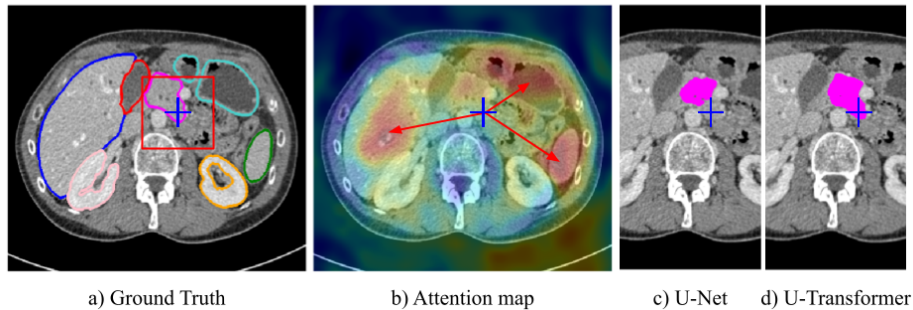 a) Ground Truth
b) Attention map
c) U-Net
d) U-Transformer